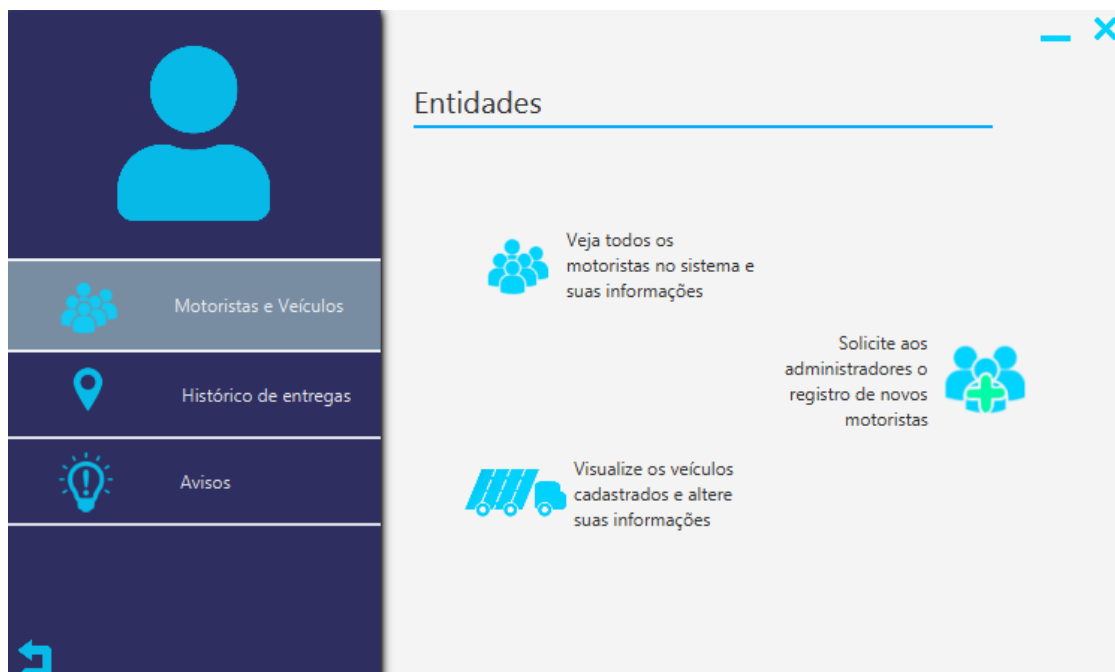 Entidades
Motoristas e Veículos
Histórico de entregas
Avisos
Veja todos os
motoristas no sistema e
suas informações
Solicite aos
administradores o
registro de novos
motoristas
Visualize os veículos
cadastrados e altere
suas informações